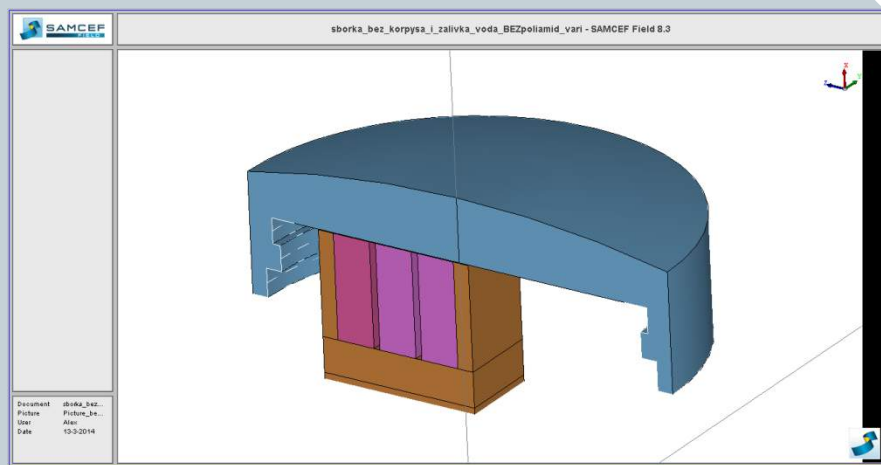 SAMCEF
FIELD
sborka_bez_korpysa_i_zalivka_voda_BEZpoliamid_vari - SAMCEF Field 8.3
X
Y
Z
Document sborka_bez...
Picture Picture_be...
User Alex
Date 13-3-2014